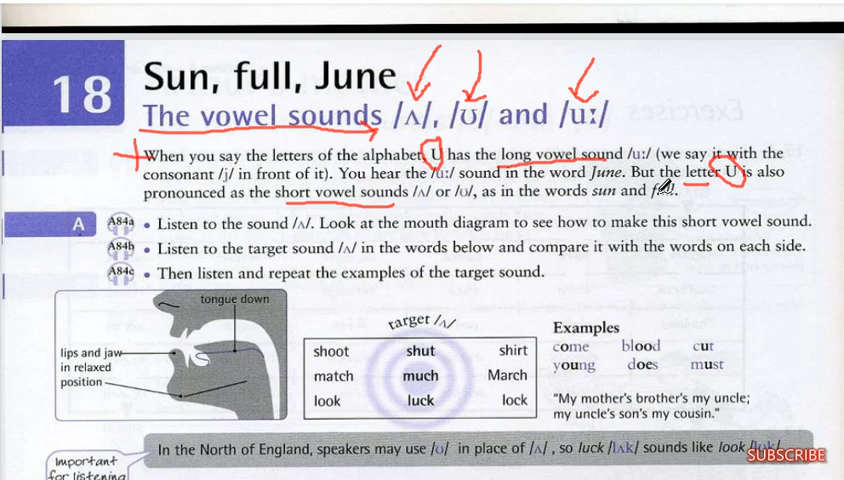 18
Sun, full, June
The vowel sounds /ʌ/, /ʊ/ and /uː/
When you say the letters of the alphabet, U has the long vowel sound /uː/ (we say it with the
consonant /j/ in front of it). You hear the /uː/ sound in the word June. But the letter U is also
pronounced as the short vowel sounds /ʌ/ or /ʊ/, as in the words sun and
A
A84a • Listen to the sound /ʌ/. Look at the mouth diagram to see how to make this short vowel sound.
A84b • Listen to the target sound /ʌ/ in the words below and compare it with the words on each side.
A84c • Then listen and repeat the examples of the target sound.
tongue down
lips and jaw
in relaxed
position
target /ʌ/
shoot shut shirt
match much March
look luck lock
Examples
come blood cut
young does must
"My mother's brother's my uncle;
my uncle's son's my cousin."
In the North of England, speakers may use /ʊ/ in place of /ʌ/, so luck /lʌk/ sounds like look /lʊk/.
Important
for listening
SUBSCRIBE